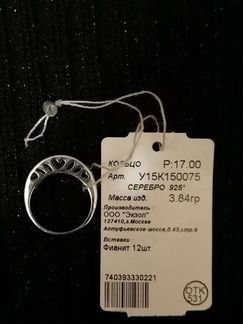 КОЛЬЦО Р:17.00
Арт. У15К150075
СЕРЕБРО 925°
Масса изд. 3.84гр
Производитель:
ООО "Экзол"
127410,г.Москва
Алтуфьевское шоссе,д.43,стр.9
Вставки:
Фианит 12шт
740393330221
ОТК
531